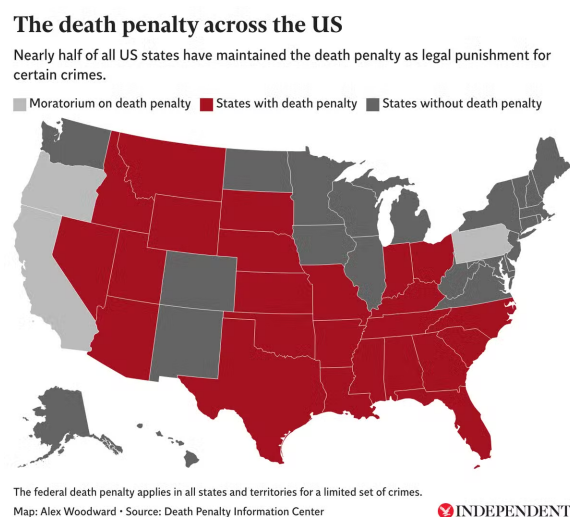 The death penalty across the US
Nearly half of all US states have maintained the death penalty as legal punishment for
certain crimes.
Moratorium on death penalty States with death penalty States without death penalty
The federal death penalty applies in all states and territories for a limited set of crimes.
Map: Alex Woodward • Source: Death Penalty Information Center
INDEPENDENT